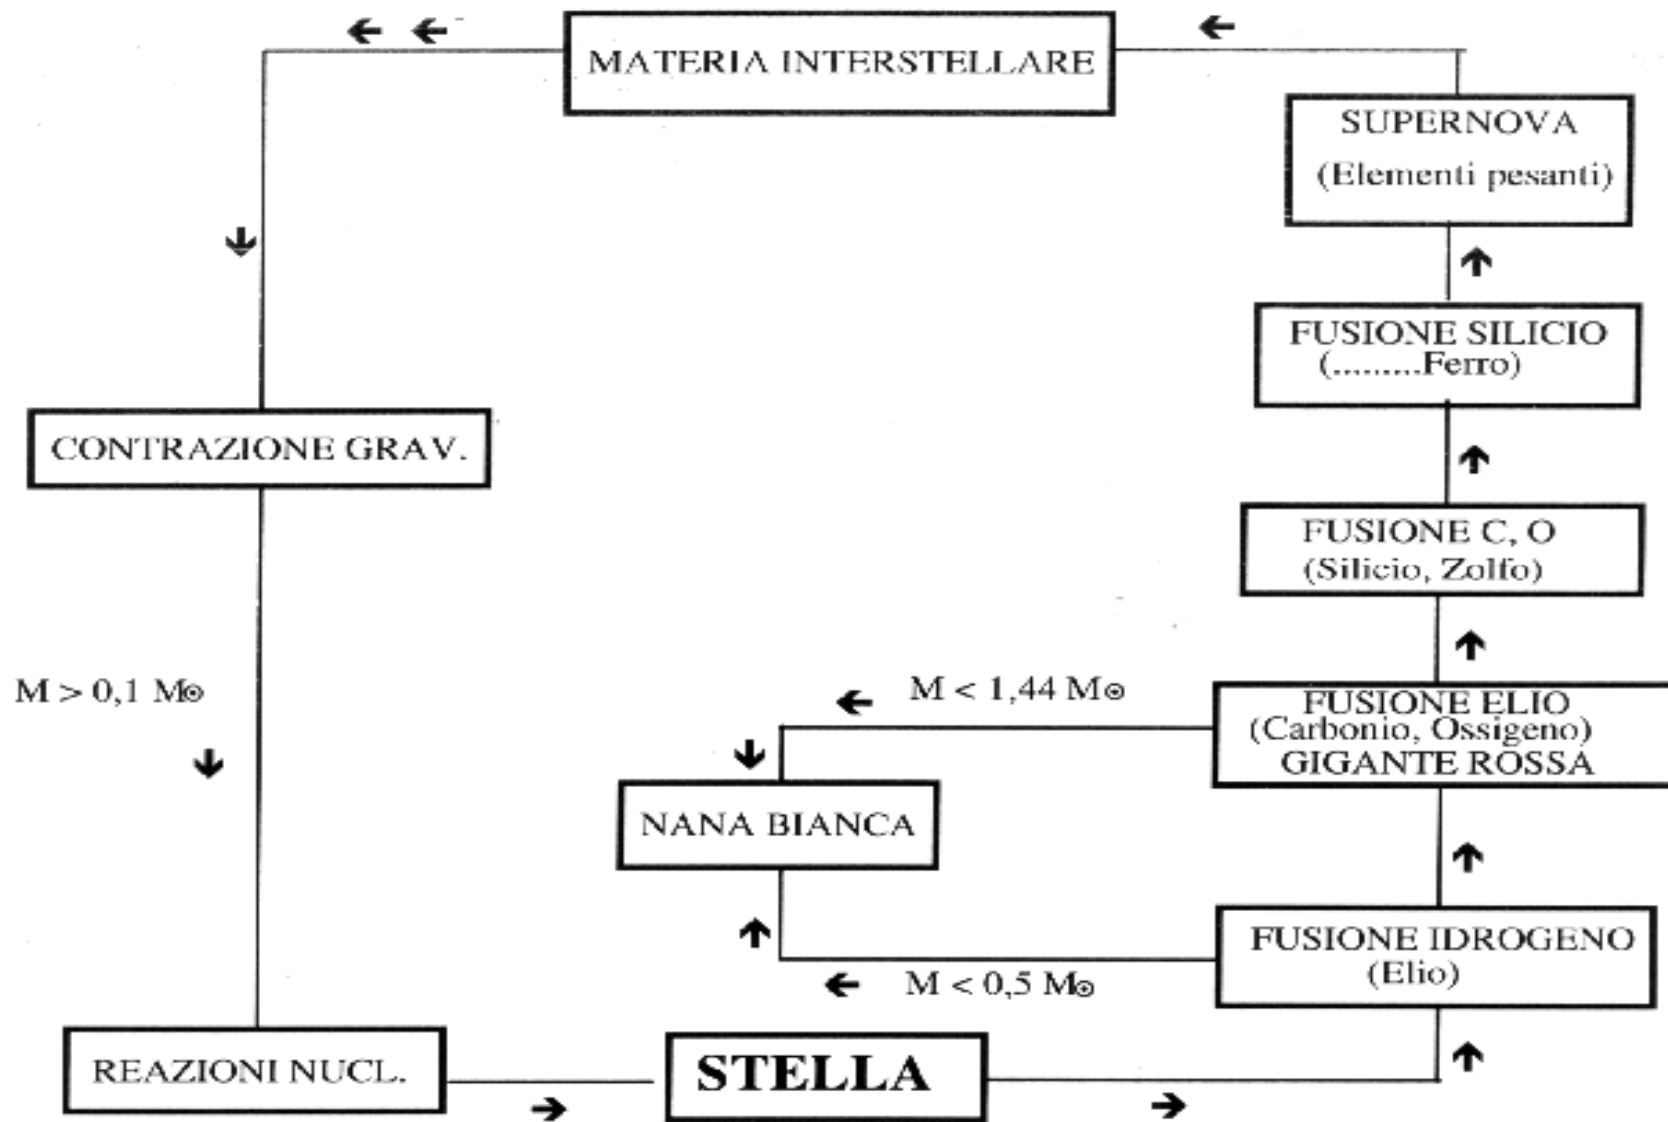 MATERIA INTERSTELLARE
SUPERNOVA
(Elementi pesanti)
FUSIONE SILICIO
(.........Ferro)
CONTRAZIONE GRAV.
FUSIONE C, O
(Silicio, Zolfo)
M > 0,1 M⊙
M < 1,44 M⊙
FUSIONE ELIO
(Carbonio, Ossigeno)
GIGANTE ROSSA
NANA BIANCA
FUSIONE IDROGENO
(Elio)
M < 0,5 M⊙
REAZIONI NUCL.
STELLA